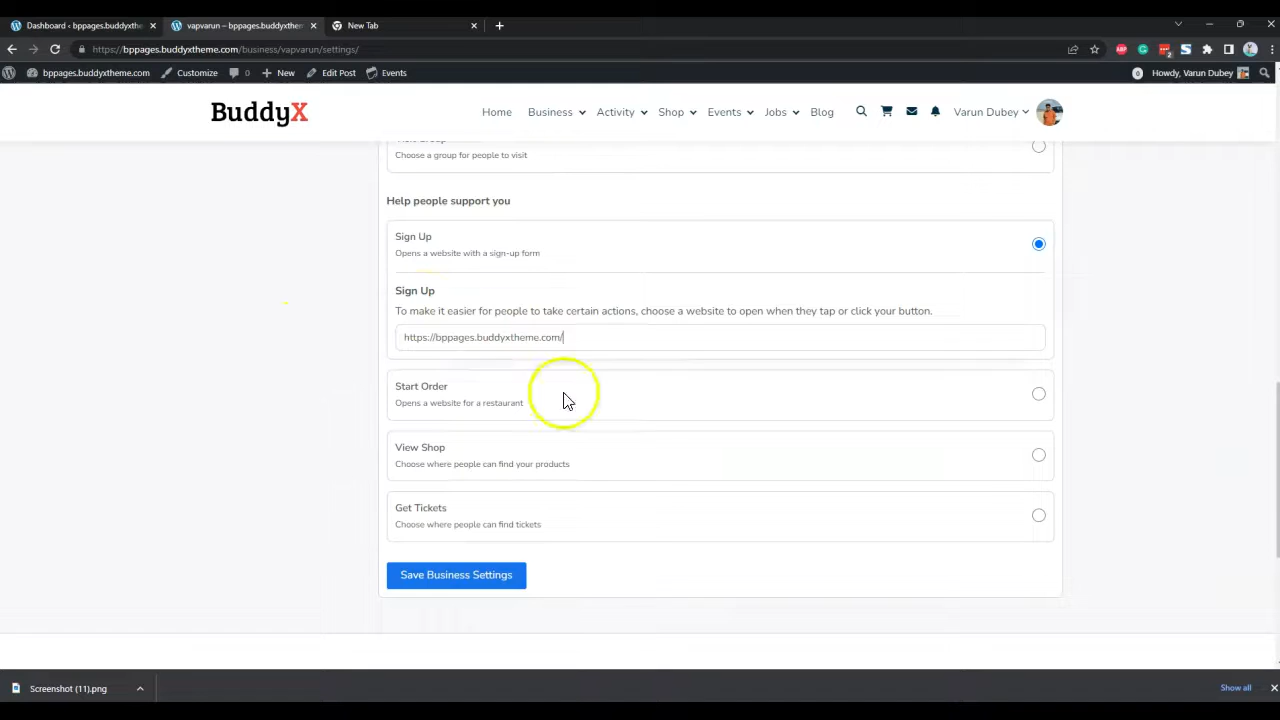 Dashboard ‹ bppages.buddyxthe
vapvarun – bppages.buddyxthem
New Tab
https://bppages.buddyxtheme.com/business/vapvarun/settings/
bppages.buddyxtheme.com
Customize
0
New
Edit Post
Events
0
Howdy, Varun Dubey
BuddyX
Home
Business
Activity
Shop
Events
Jobs
Blog
Varun Dubey
Choose a group for people to visit
Help people support you
Sign Up
Opens a website with a sign-up form
Sign Up
To make it easier for people to take certain actions, choose a website to open when they tap or click your button.
https://bppages.buddyxtheme.com/
Start Order
Opens a website for a restaurant
View Shop
Choose where people can find your products
Get Tickets
Choose where people can find tickets
Save Business Settings
Screenshot (11).png
Show all